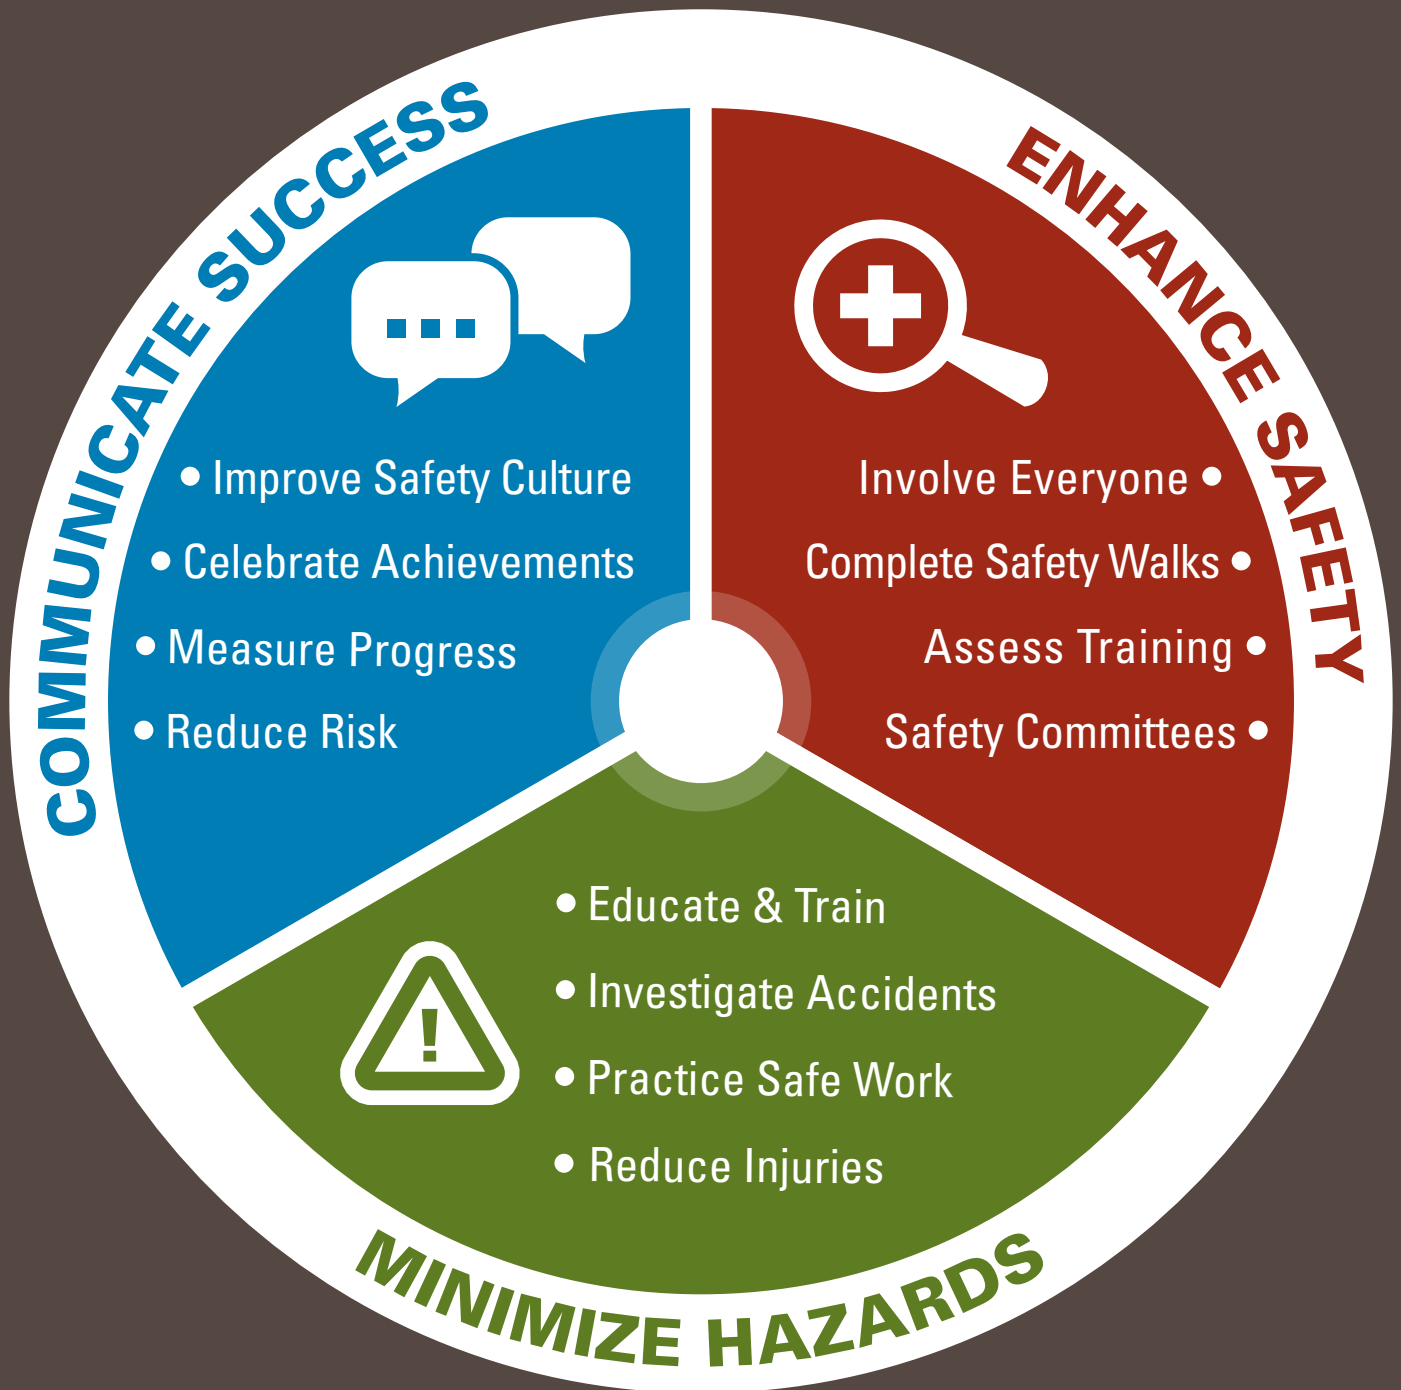 COMMUNICATE SUCCESS
• Improve Safety Culture
• Celebrate Achievements
• Measure Progress
• Reduce Risk
ENHANCE SAFETY
Involve Everyone •
Complete Safety Walks •
Assess Training •
Safety Committees •
• Educate & Train
• Investigate Accidents
• Practice Safe Work
• Reduce Injuries
MINIMIZE HAZARDS